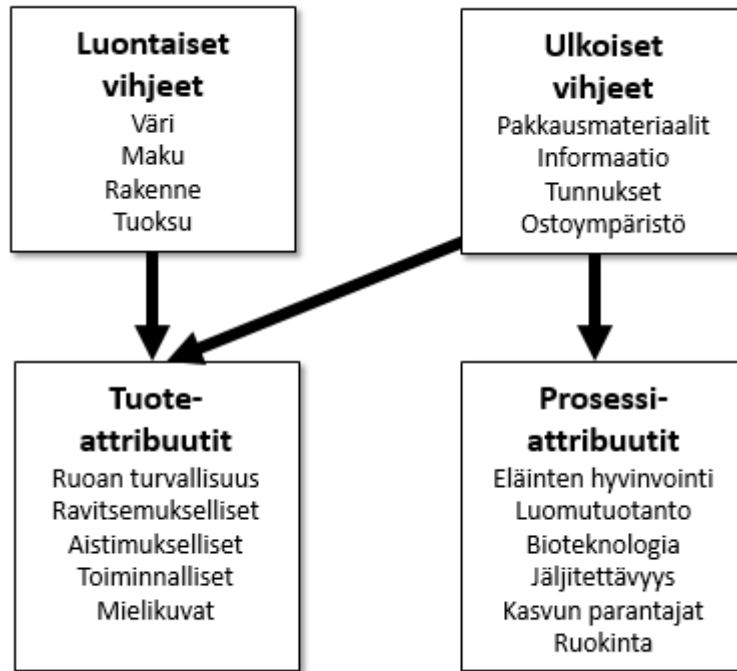 Luontaiset
vihjeet
Väri
Maku
Rakenne
Tuoksu
Ulkoiset
vihjeet
Pakkausmateriaalit
Informaatio
Tunnukset
Ostoympäristö
Tuote-
attribuutit
Ruoan turvallisuus
Ravitsemukselliset
Aistimukselliset
Toiminnalliset
Mielikuvat
Prosessi-
attribuutit
Eläinten hyvinvointi
Luomutuotanto
Bioteknologia
Jäljitettävyys
Kasvun parantajat
Ruokinta